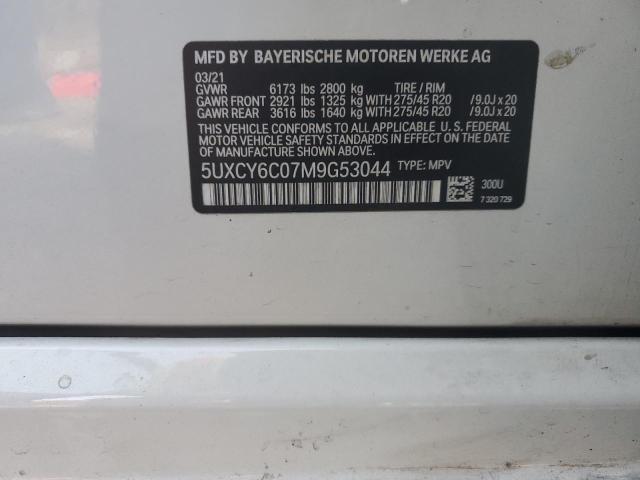 MFD BY BAYERISCHE MOTOREN WERKE AG
03/21
GVWR 6173 lbs 2800 kg TIRE / RIM
GAWR FRONT 2921 lbs 1325 kg WITH 275/45 R20 /9.0J x 20
GAWR REAR 3616 lbs 1640 kg WITH 275/45 R20 /9.0J x 20
THIS VEHICLE CONFORMS TO ALL APPLICABLE U. S. FEDERAL
MOTOR VEHICLE SAFETY STANDARDS IN EFFECT ON THE DATE
OF MANUFACTURE SHOWN ABOVE.
5UXCY6C07M9G53044 TYPE: MPV
300U
7 320 729